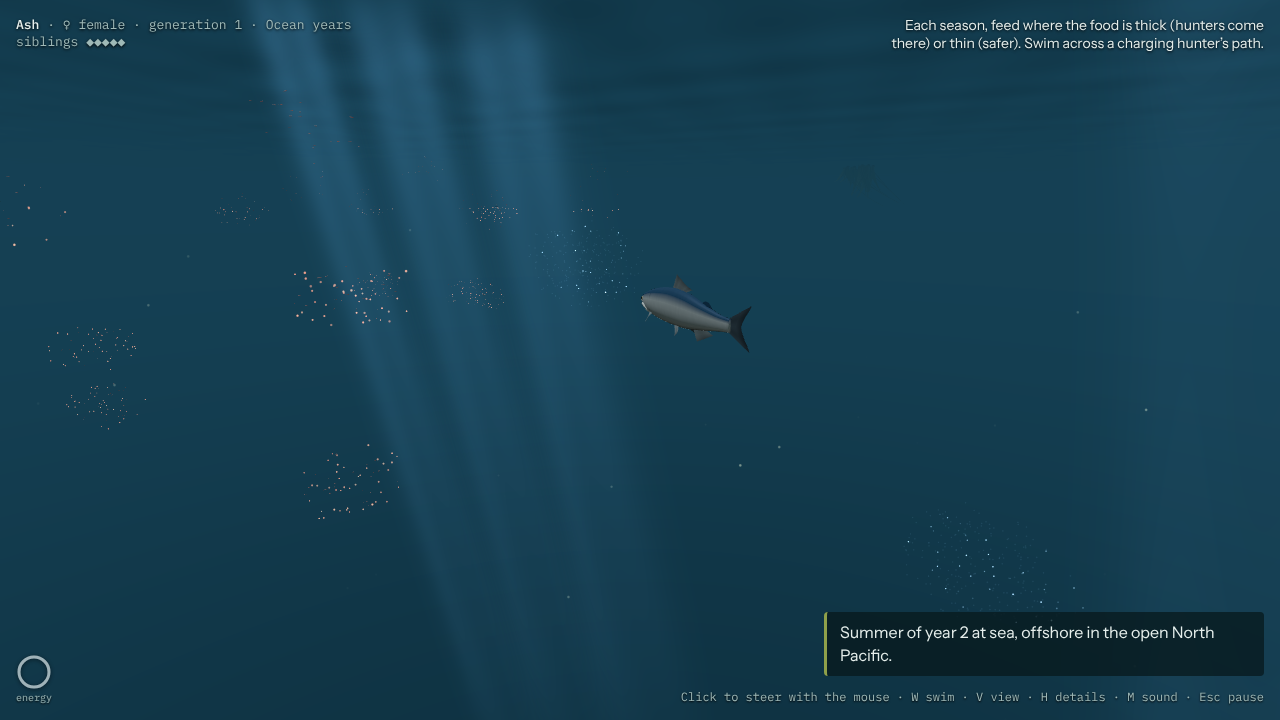 Ash · ♀ female · generation 1 · Ocean years
siblings ◆◆◆◆◆
Each season, feed where the food is thick (hunters come
there) or thin (safer). Swim across a charging hunter's path.
Summer of year 2 at sea, offshore in the open North
Pacific.
energy
Click to steer with the mouse · W swim · V view · H details · M sound · Esc pause